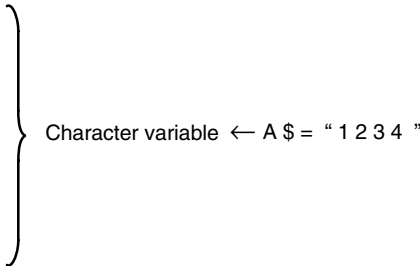 Character variable ← A $ = “ 1 2 3 4 ”